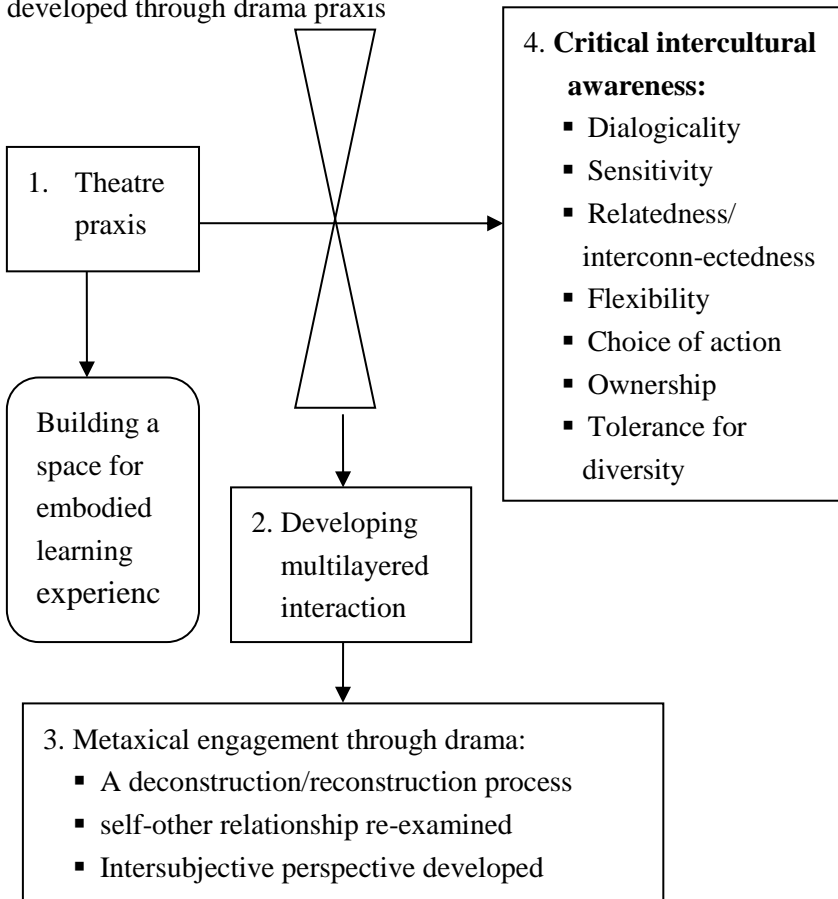 developed through drama praxis
1. Theatre
praxis
Building a
space for
embodied
learning
experienc
2. Developing
multilayered
interaction
3. Metaxical engagement through drama:
▪ A deconstruction/reconstruction process
▪ self-other relationship re-examined
▪ Intersubjective perspective developed
4. Critical intercultural
awareness:
▪ Dialogicality
▪ Sensitivity
▪ Relatedness/
interconn-ectedness
▪ Flexibility
▪ Choice of action
▪ Ownership
▪ Tolerance for
diversity